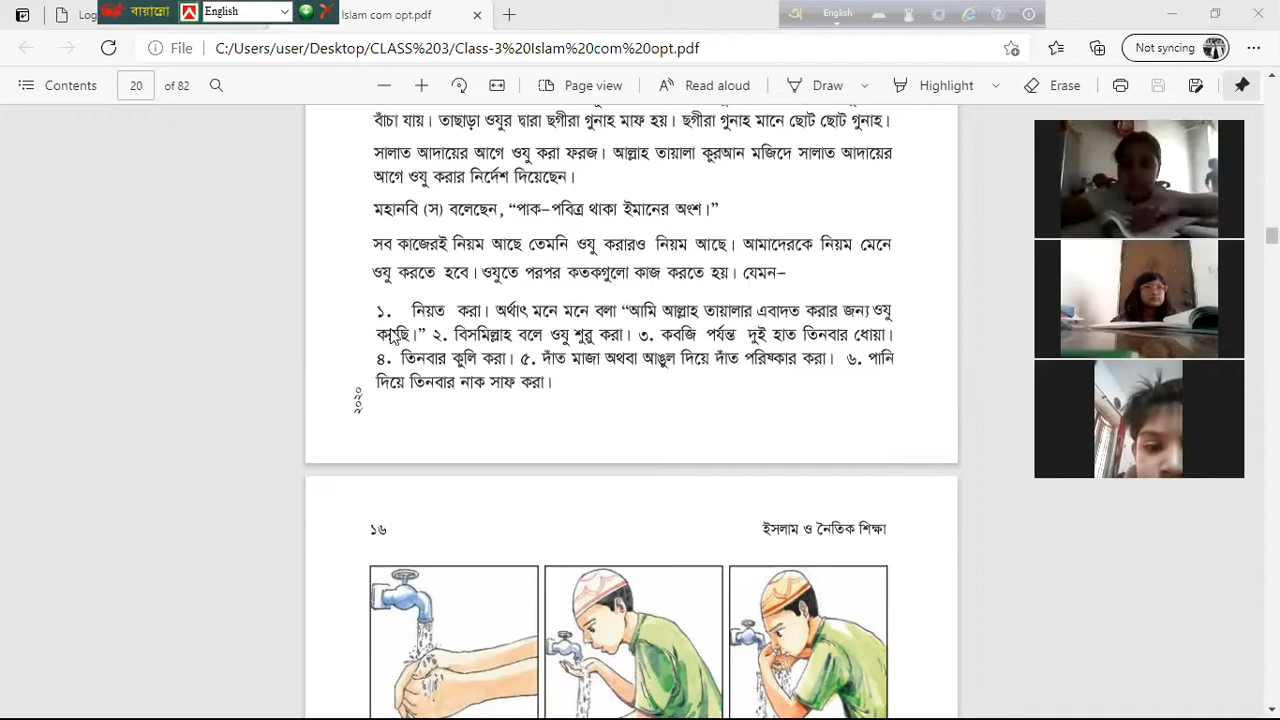 বায়ান্নো English
Islam com opt.pdf
English
File C:/Users/user/Desktop/CLASS%203/Class-3%20Islam%20com%20opt.pdf Not syncing
Contents 20 of 82 Page view Read aloud Draw Highlight Erase
বাঁচা যায়। তাছাড়া ওযুর দ্বারা ছগীরা গুনাহ মাফ হয়। ছগীরা গুনাহ মানে ছোট ছোট গুনাহ।
সালাত আদায়ের আগে ওযু করা ফরজ। আল্লাহ তায়ালা কুরআন মজিদে সালাত আদায়ের
আগে ওযু করার নির্দেশ দিয়েছেন।
মহানবি (স) বলেছেন, “পাক-পবিত্র থাকা ইমানের অংশ।”
সব কাজেরই নিয়ম আছে তেমনি ওযু করারও নিয়ম আছে। আমাদেরকে নিয়ম মেনে
ওযু করতে হবে। ওযুতে পরপর কতকগুলো কাজ করতে হয়। যেমন-
১. নিয়ত করা। অর্থাৎ মনে মনে বলা “আমি আল্লাহ তায়ালার এবাদত করার জন্য ওযু
২. বিসমিল্লাহ বলে ওযু শুরু করা। ৩. কবজি পর্যন্ত দুই হাত তিনবার ধোয়া।
৪. তিনবার কুলি করা। ৫. দাঁত মাজা অথবা আঙুল দিয়ে দাঁত পরিষ্কার করা। ৬. পানি
দিয়ে তিনবার নাক সাফ করা।
২০২০
১৬ ইসলাম ও নৈতিক শিক্ষা